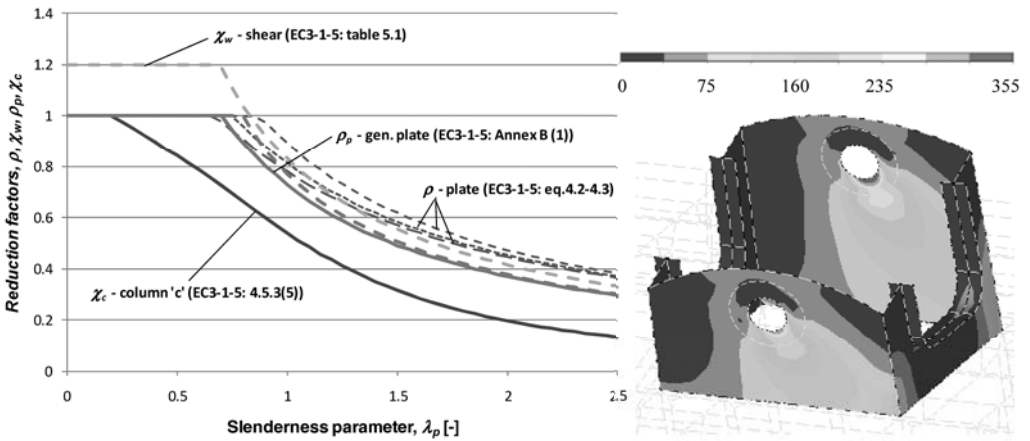 1.4
1.2
1
0.8
0.6
0.4
0.2
0
Reduction factors, ρ, χw, ρp, χc
χw - shear (EC3-1-5: table 5.1)
ρp - gen. plate (EC3-1-5: Annex B (1))
ρ - plate (EC3-1-5: eq.4.2-4.3)
χc - column 'c' (EC3-1-5: 4.5.3(5))
0 0.5 1 1.5 2 2.5
Slenderness parameter, λp [-]
0 75 160 235 355